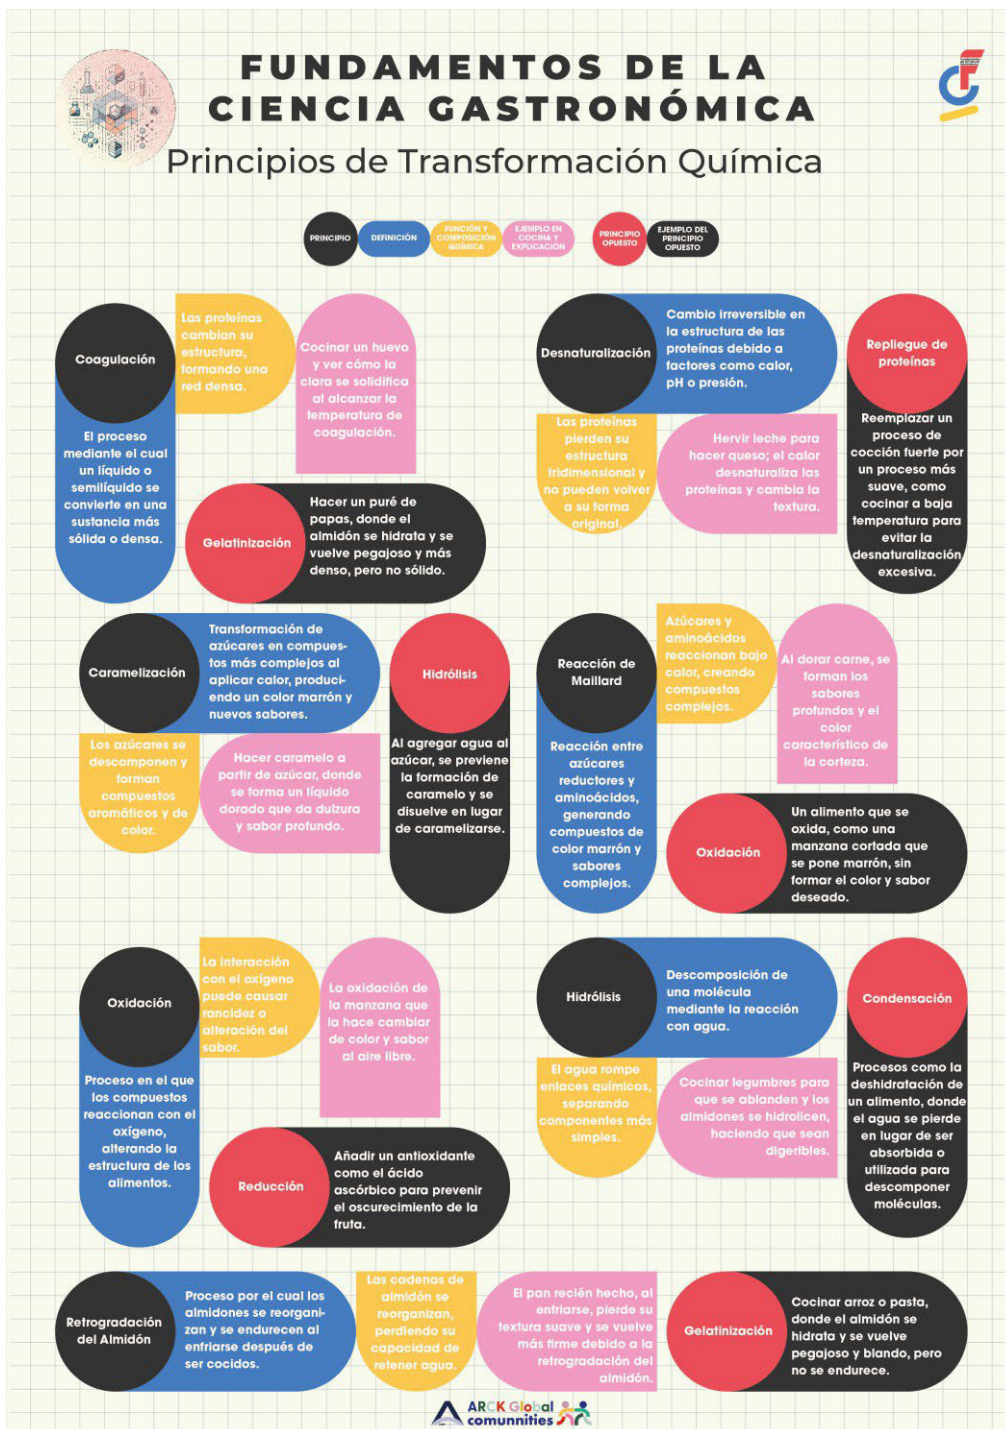 FUNDAMENTOS DE LA
CIENCIA GASTRONÓMICA
Principios de Transformación Química
PRINCIPIO
DEFINICIÓN
FUNCIÓN Y
COMPOSICIÓN
QUÍMICA
EJEMPLO EN
COCINA Y
EXPLICACIÓN
PRINCIPIO
OPUESTO
EJEMPLO DEL
PRINCIPIO
OPUESTO
Coagulación
El proceso
mediante el cual
un líquido o
semilíquido se
convierte en una
sustancia más
sólida o densa.
Las proteínas
cambian su
estructura,
formando una
red densa.
Cocinar un huevo
y ver cómo la
clara se solidifica
al alcanzar la
temperatura de
coagulación.
Gelatinización
Hacer un puré de
papas, donde el
almidón se hidrata y se
vuelve pegajoso y más
denso, pero no sólido.
Desnaturalización
Cambio irreversible en
la estructura de las
proteínas debido a
factores como calor,
pH o presión.
Las proteínas
pierden su
estructura
tridimensional y
no pueden volver
a su forma
original.
Hervir leche para
hacer queso; el calor
desnaturaliza las
proteínas y cambia la
textura.
Repliegue de
proteínas
Reemplazar un
proceso de
cocción fuerte por
un proceso más
suave, como
cocinar a baja
temperatura para
evitar la
desnaturalización
excesiva.
Caramelización
Transformación de
azúcares en compues-
tos más complejos al
aplicar calor, produci-
endo un color marrón y
nuevos sabores.
Los azúcares se
descomponen y
forman
compuestos
aromáticos y de
color.
Hacer caramelo a
partir de azúcar, donde
se forma un líquido
dorado que da dulzura
y sabor profundo.
Hidrólisis
Al agregar agua al
azúcar, se previene
la formación de
caramelo y se
disuelve en lugar
de caramelizarse.
Reacción de
Maillard
Reacción entre
azúcares
reductores y
aminoácidos,
generando
compuestos de
color marrón y
sabores
complejos.
Azúcares y
aminoácidos
reaccionan bajo
calor, creando
compuestos
complejos.
Al dorar carne, se
forman los
sabores
profundos y el
color
característico de
la corteza.
Oxidación
Un alimento que se
oxida, como una
manzana cortada que
se pone marrón, sin
formar el color y sabor
deseado.
Oxidación
Proceso en el que
los compuestos
reaccionan con el
oxígeno,
alterando la
estructura de los
alimentos.
La interacción
con el oxígeno
puede causar
rancidez o
alteración del
sabor.
La oxidación de
la manzana que
la hace cambiar
de color y sabor
al aire libre.
Reducción
Añadir un antioxidante
como el ácido
ascórbico para prevenir
el oscurecimiento de la
fruta.
Hidrólisis
Descomposición de
una molécula
mediante la reacción
con agua.
El agua rompe
enlaces químicos,
separando
componentes más
simples.
Cocinar legumbres para
que se ablanden y los
almidones se hidrolicen,
haciendo que sean
digeribles.
Condensación
Procesos como la
deshidratación de
un alimento, donde
el agua se pierde
en lugar de ser
absorbida o
utilizada para
descomponer
moléculas.
Retrogradación
del Almidón
Proceso por el cual los
almidones se reorgani-
zan y se endurecen al
enfriarse después de
ser cocidos.
Las cadenas de
almidón se
reorganizan,
perdiendo su
capacidad de
retener agua.
El pan recién hecho, al
enfriarse, pierde su
textura suave y se vuelve
más firme debido a la
retrogradación del
almidón.
Gelatinización
Cocinar arroz o pasta,
donde el almidón se
hidrata y se vuelve
pegajoso y blando, pero
no se endurece.
ARCK Global
comunnities